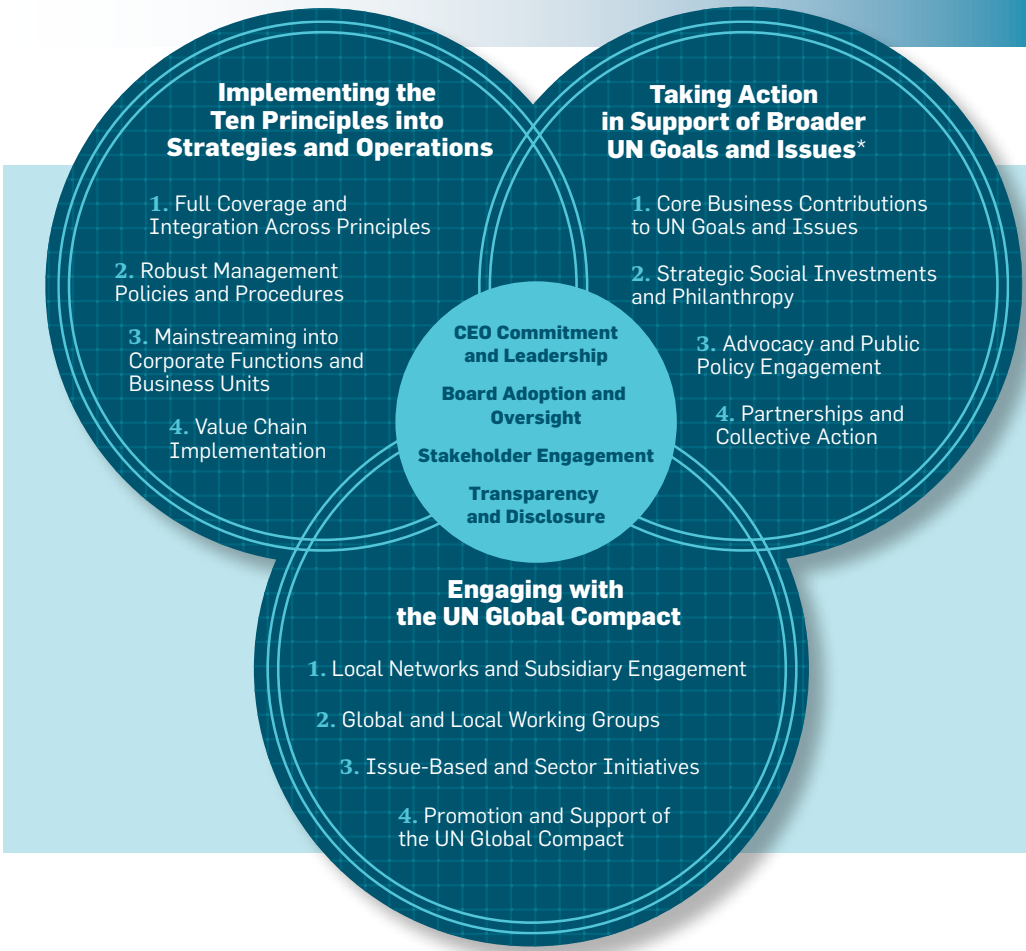 Implementing the
Ten Principles into
Strategies and Operations
1. Full Coverage and
Integration Across Principles
2. Robust Management
Policies and Procedures
3. Mainstreaming into
Corporate Functions and
Business Units
4. Value Chain
Implementation
Taking Action
in Support of Broader
UN Goals and Issues*
1. Core Business Contributions
to UN Goals and Issues
2. Strategic Social Investments
and Philanthropy
3. Advocacy and Public
Policy Engagement
4. Partnerships and
Collective Action
CEO Commitment
and Leadership
Board Adoption and
Oversight
Stakeholder Engagement
Transparency
and Disclosure
Engaging with
the UN Global Compact
1. Local Networks and Subsidiary Engagement
2. Global and Local Working Groups
3. Issue-Based and Sector Initiatives
4. Promotion and Support of
the UN Global Compact